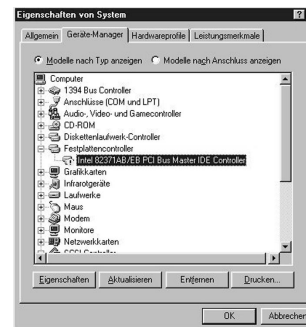 Eigenschaften von System
Allgemein Geräte-Manager Hardwareprofile Leistungsmerkmale
Modelle nach Typ anzeigen Modelle nach Anschluss anzeigen
Computer
1394 Bus Controller
Anschlüsse (COM und LPT)
Audio-, Video- und Gamecontroller
CD-ROM
Diskettenlaufwerk-Controller
Festplattencontroller
Intel 82371AB/EB PCI Bus Master IDE Controller
Grafikkarten
Infrarotgeräte
Laufwerke
Maus
Modem
Monitore
Netzwerkkarten
SCSI Controller
Eigenschaften Aktualisieren Entfernen Drucken...
OK Abbrechen